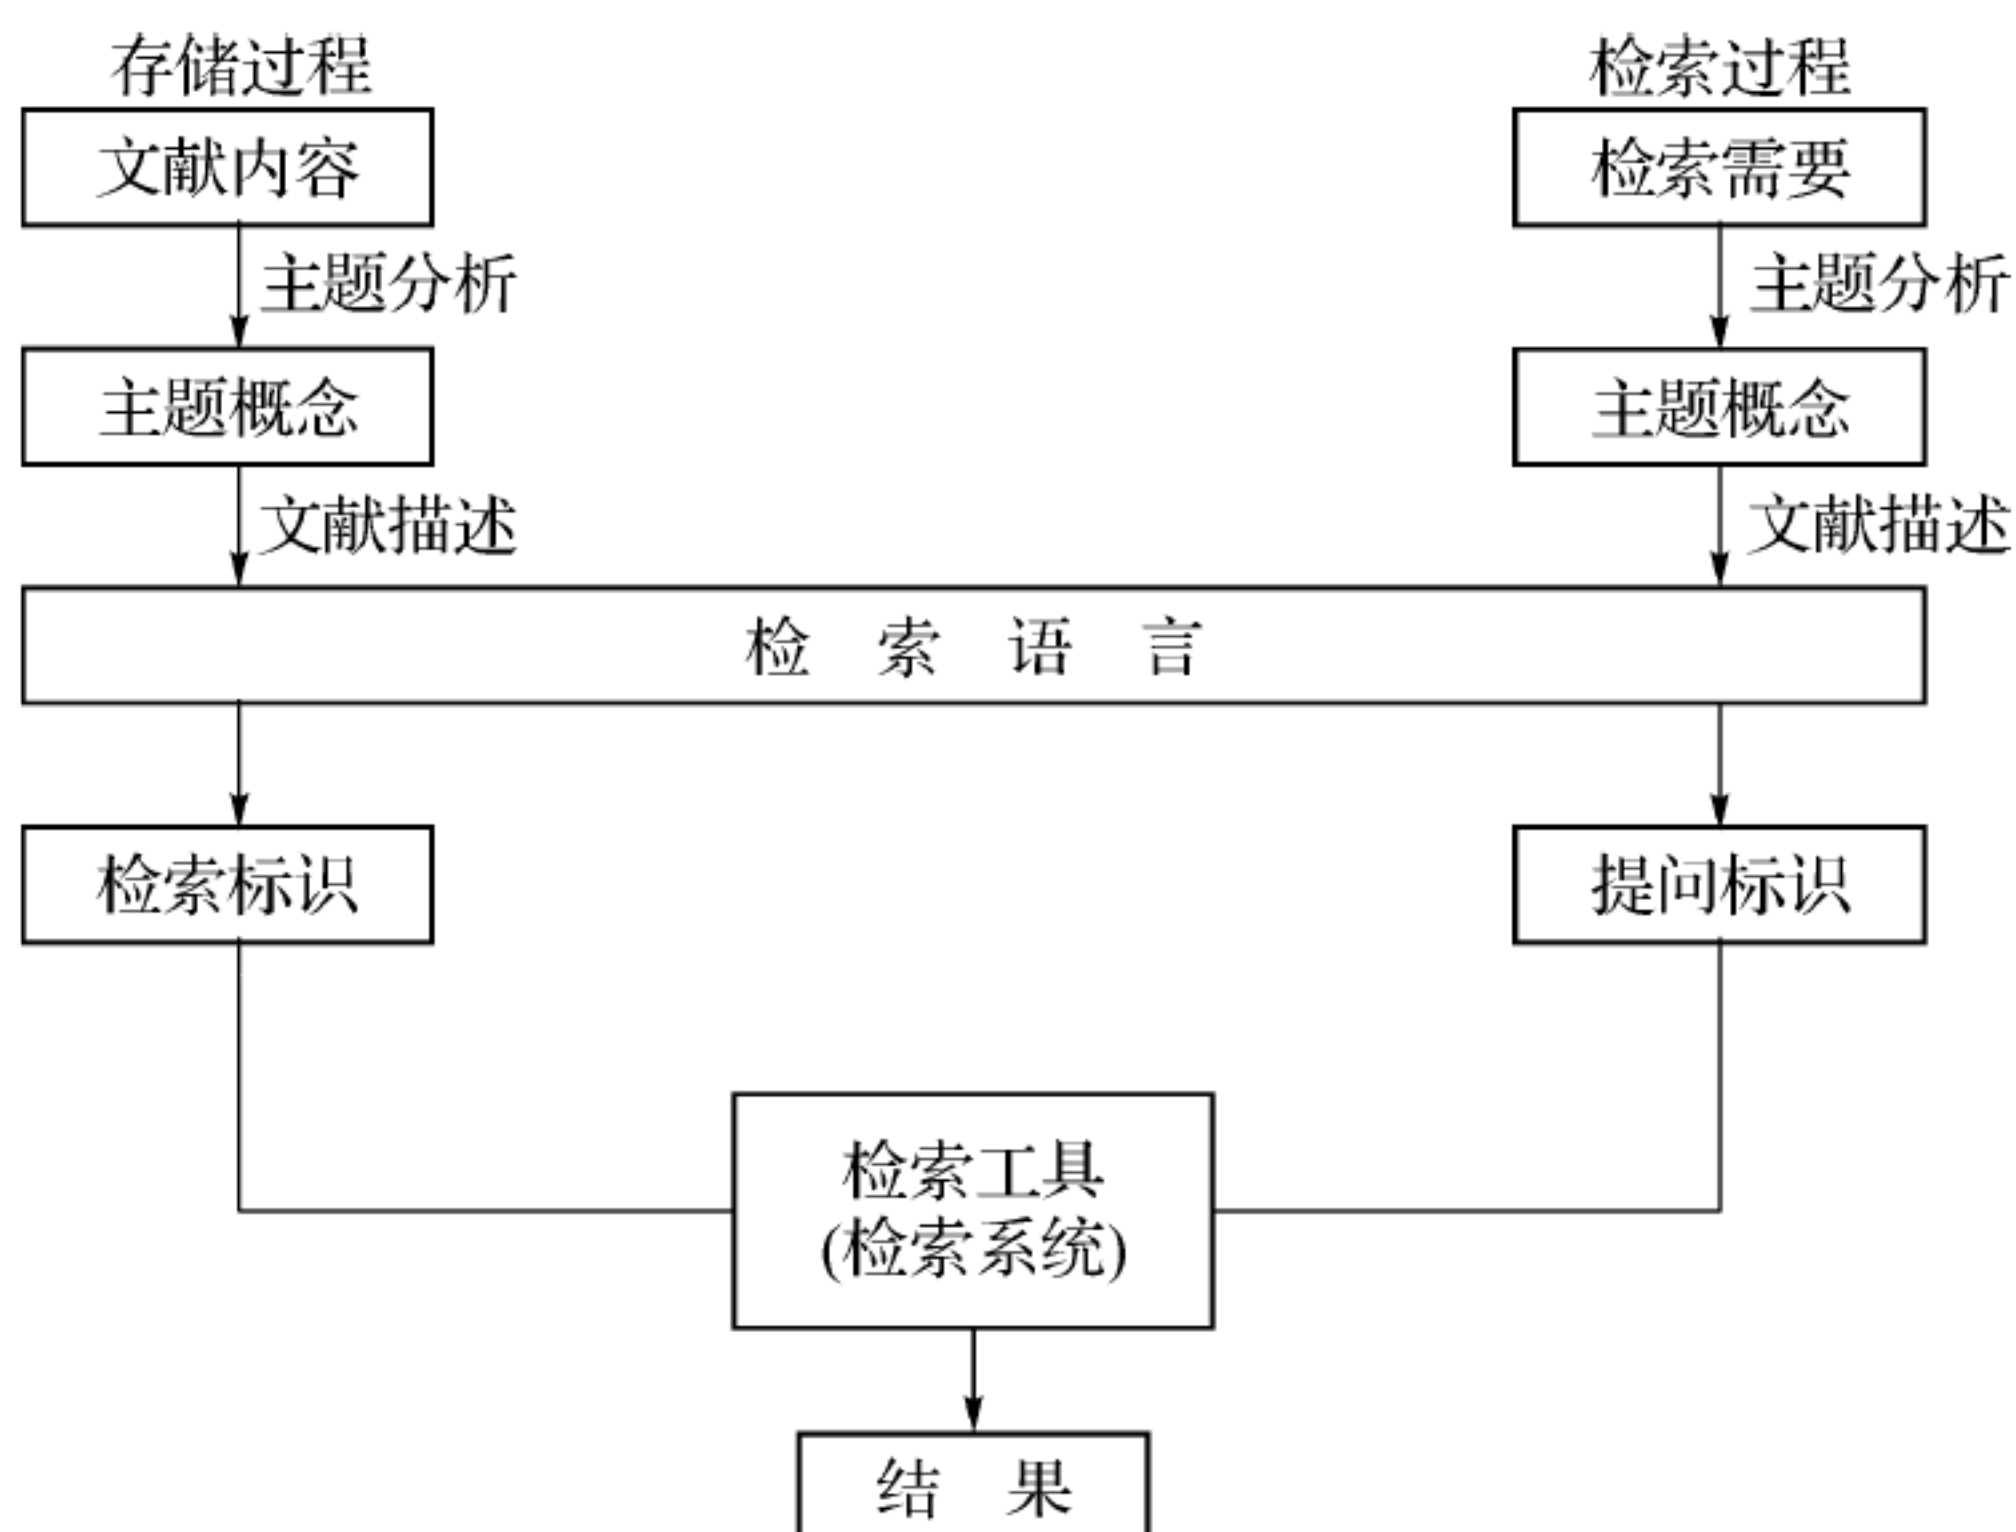 存储过程
检索过程
文献内容
检索需要
主题分析
主题分析
主题概念
主题概念
文献描述
文献描述
检 索 语 言
检索标识
提问标识
检索工具
(检索系统)
结 果